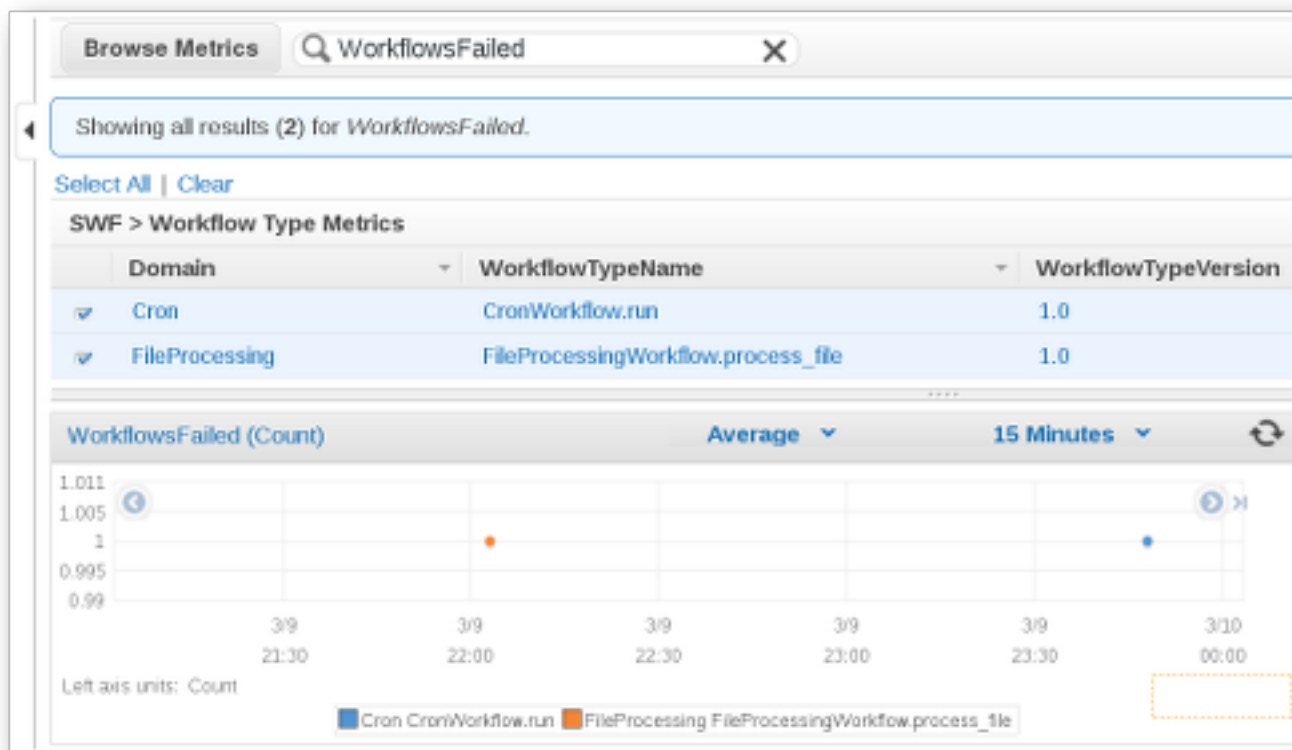 Browse Metrics WorkflowsFailed
Showing all results (2) for WorkflowsFailed.
Select All | Clear
SWF > Workflow Type Metrics
Domain WorkflowTypeName WorkflowTypeVersion
Cron CronWorkflow.run 1.0
FileProcessing FileProcessingWorkflow.process_file 1.0
WorkflowsFailed (Count) Average 15 Minutes
1.011
1.005
1
0.995
0.99
3/9 3/9 3/9 3/9 3/9 3/10
21:30 22:00 22:30 23:00 23:30 00:00
Left axis units: Count
Cron CronWorkflow.run FileProcessing FileProcessingWorkflow.process_file